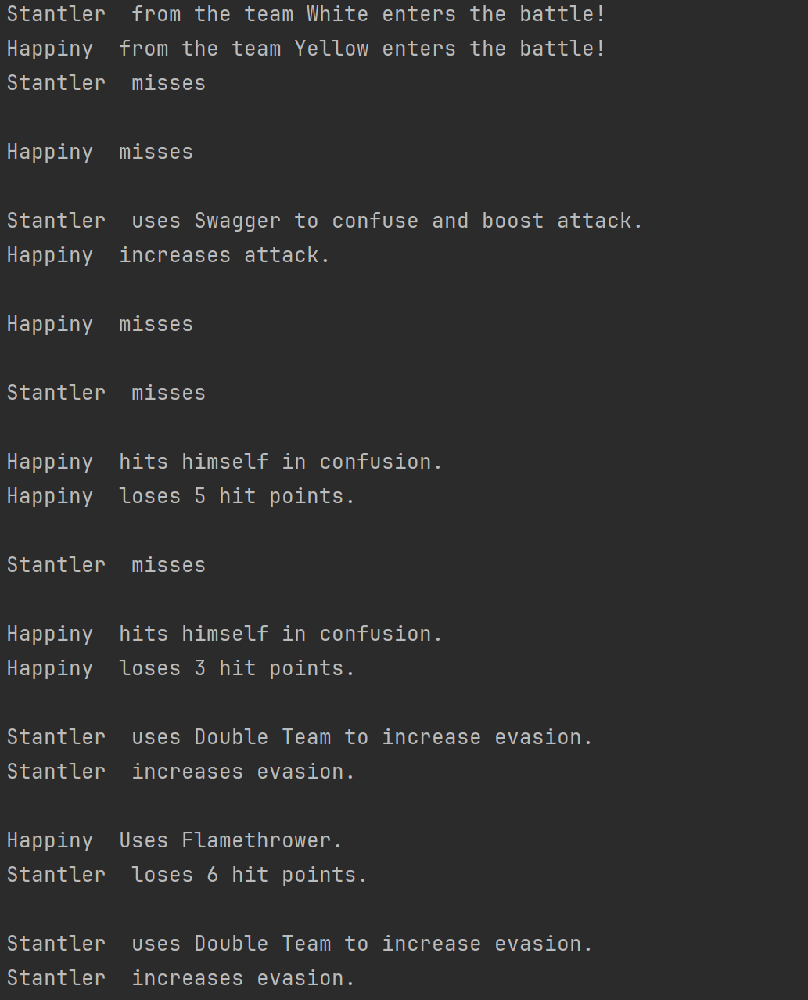 Stantler  from the team White enters the battle!
Happiny  from the team Yellow enters the battle!
Stantler  misses
Happiny  misses
Stantler  uses Swagger to confuse and boost attack.
Happiny  increases attack.
Happiny  misses
Stantler  misses
Happiny  hits himself in confusion.
Happiny  loses 5 hit points.
Stantler  misses
Happiny  hits himself in confusion.
Happiny  loses 3 hit points.
Stantler  uses Double Team to increase evasion.
Stantler  increases evasion.
Happiny  Uses Flamethrower.
Stantler  loses 6 hit points.
Stantler  uses Double Team to increase evasion.
Stantler  increases evasion.